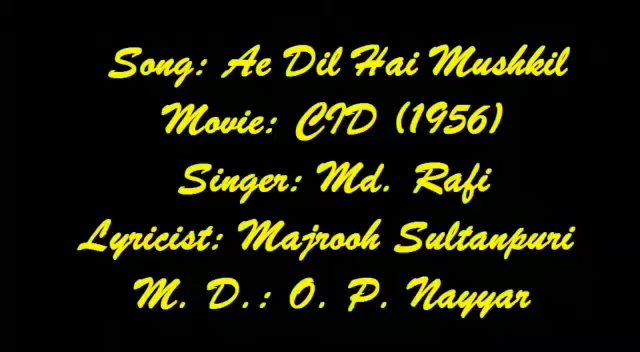 Song: Ae Dil Hai Mushkil
Movie: CID (1956)
Singer: Md. Rafi
Lyricist: Majrooh Sultanpuri
M. D.: O. P. Nayyar